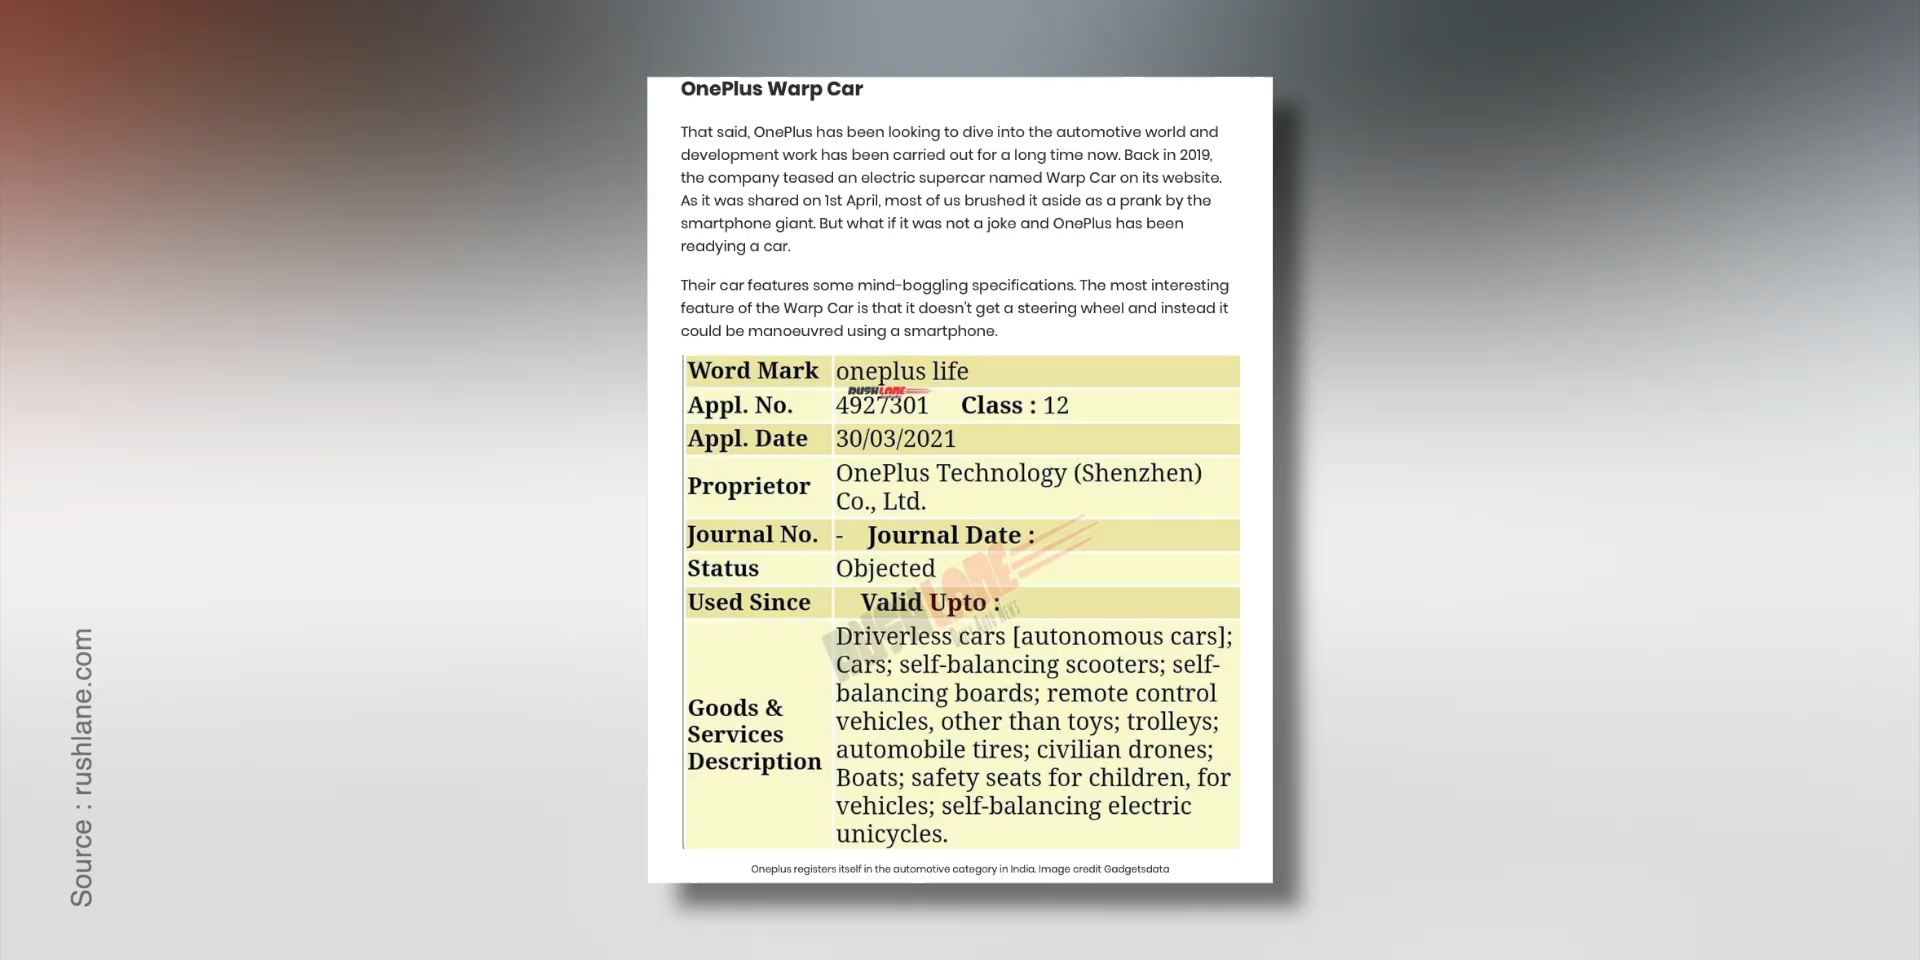 OnePlus Warp Car
That said, OnePlus has been looking to dive into the automotive world and
development work has been carried out for a long time now. Back in 2019,
the company teased an electric supercar named Warp Car on its website.
As it was shared on 1st April, most of us brushed it aside as a prank by the
smartphone giant. But what if it was not a joke and OnePlus has been
readying a car.
Their car features some mind-boggling specifications. The most interesting
feature of the Warp Car is that it doesn't get a steering wheel and instead it
could be manoeuvred using a smartphone.
Word Mark oneplus life
RUSHLANE
Appl. No. 4927301 Class : 12
Appl. Date 30/03/2021
Proprietor OnePlus Technology (Shenzhen)
Co., Ltd.
Journal No. - Journal Date :
Status Objected
Used Since Valid Upto :
RUSHLANE
Daily Auto News
Goods &
Services
Description
Driverless cars [autonomous cars];
Cars; self-balancing scooters; self-
balancing boards; remote control
vehicles, other than toys; trolleys;
automobile tires; civilian drones;
Boats; safety seats for children, for
vehicles; self-balancing electric
unicycles.
Oneplus registers itself in the automotive category in India. Image credit Gadgetsdata
Source : rushlane.com